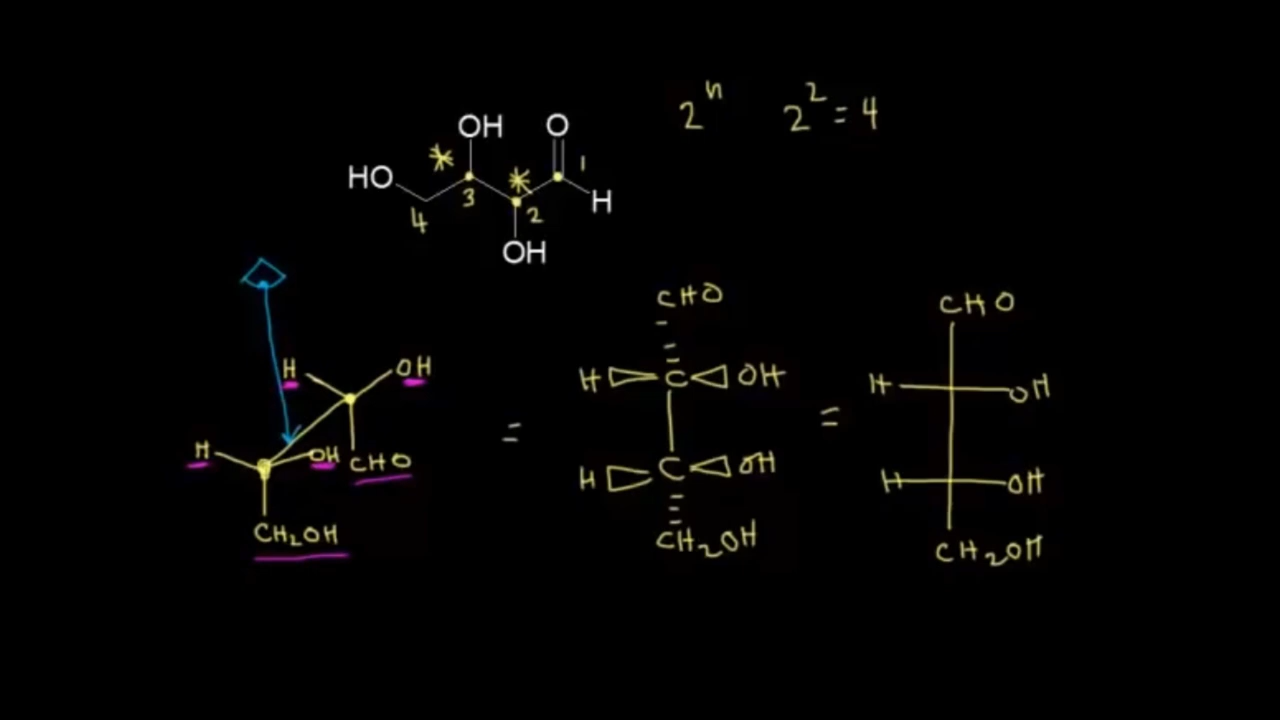 2ⁿ 2² = 4
OH O
* 1
HO * H
4 3 2
OH
CHO CHO
H OH H C OH H OH
= =
H OH CHO H C OH H OH
CH₂OH CH₂OH CH₂OH